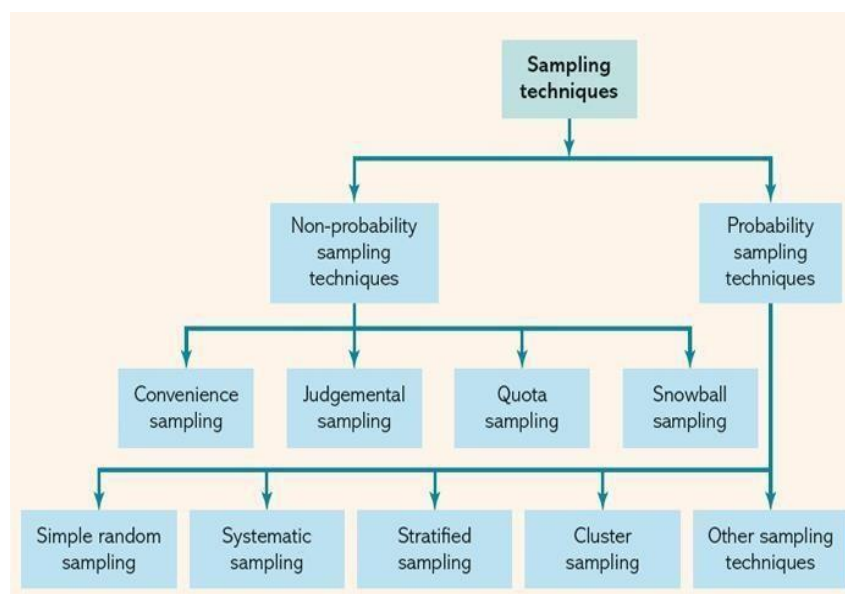 Sampling
techniques
Non-probability
sampling
techniques
Probability
sampling
techniques
Convenience
sampling
Judgemental
sampling
Quota
sampling
Snowball
sampling
Simple random
sampling
Systematic
sampling
Stratified
sampling
Cluster
sampling
Other sampling
techniques